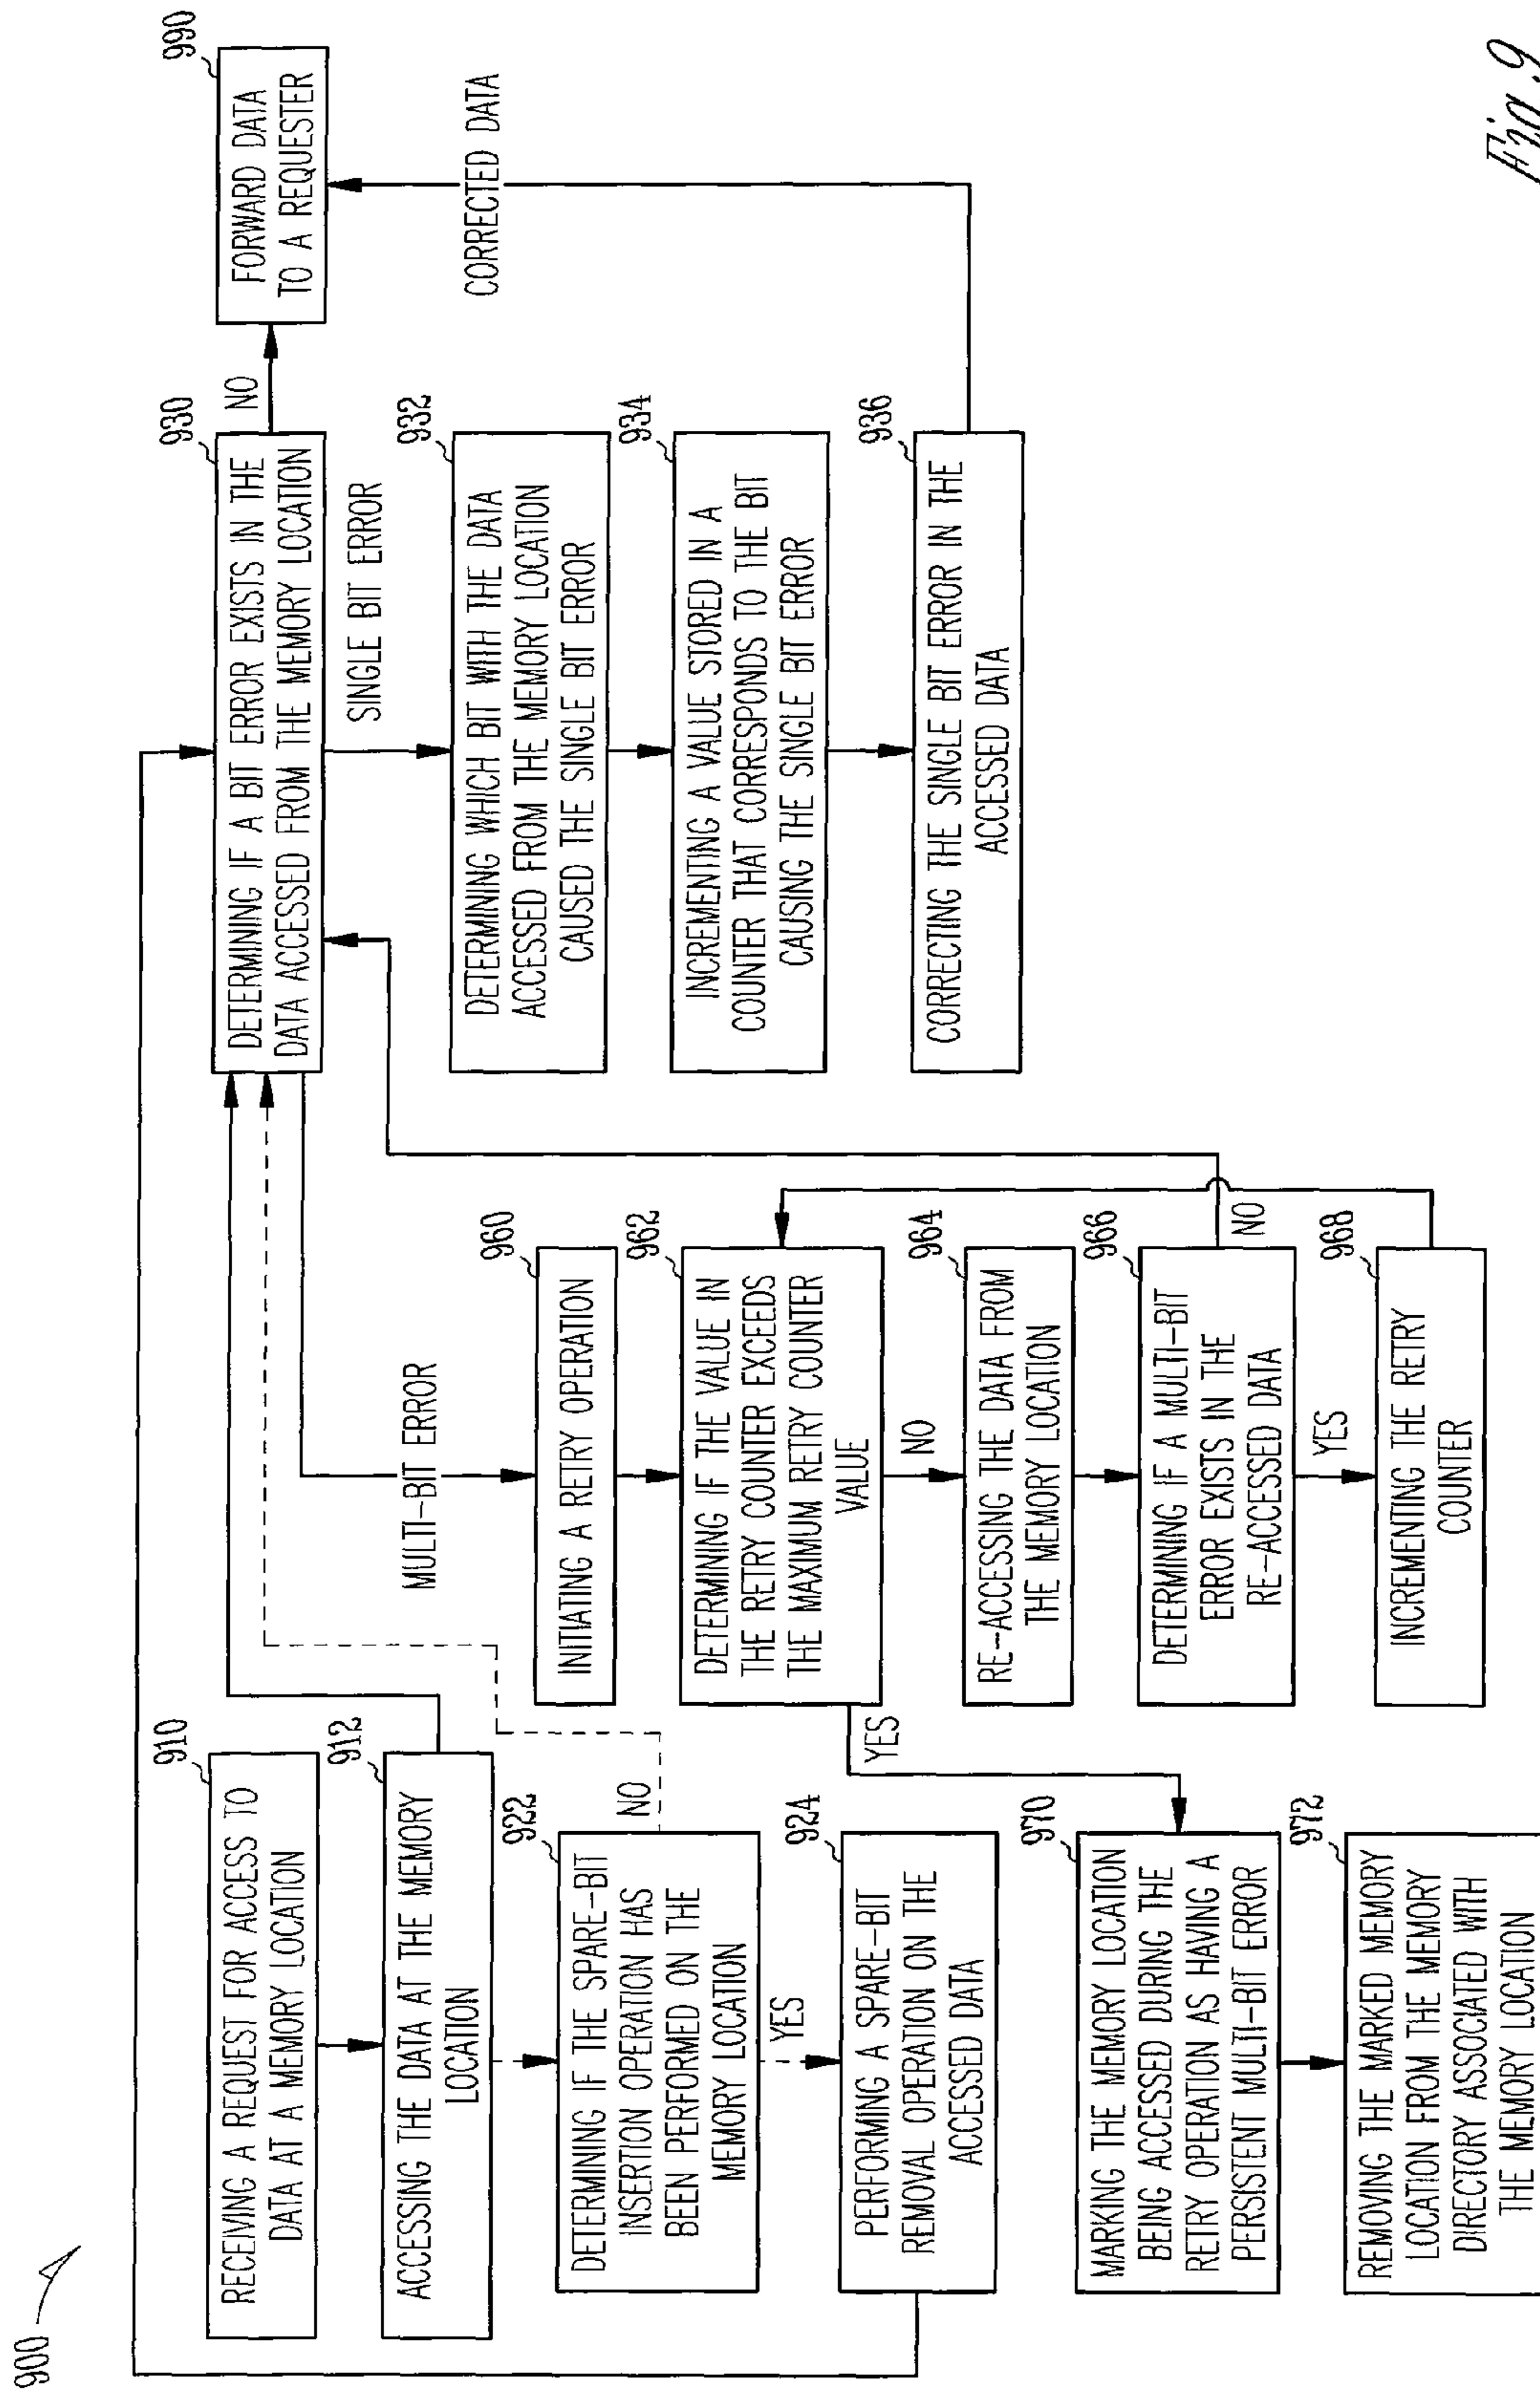 900
910
RECEIVING A REQUEST FOR ACCESS TO
DATA AT A MEMORY LOCATION
912
ACCESSING THE DATA AT THE MEMORY
LOCATION
922
DETERMINING IF THE SPARE-BIT
INSERTION OPERATION HAS
BEEN PERFORMED ON THE
MEMORY LOCATION
NO
YES
924
PERFORMING A SPARE-BIT
REMOVAL OPERATION ON THE
ACCESSED DATA
970
MARKING THE MEMORY LOCATION
BEING ACCESSED DURING THE
RETRY OPERATION AS HAVING A
PERSISTENT MULTI-BIT ERROR
972
REMOVING THE MARKED MEMORY
LOCATION FROM THE MEMORY
DIRECTORY ASSOCIATED WITH
THE MEMORY LOCATION
MULTI-BIT ERROR
960
INITIATING A RETRY OPERATION
962
DETERMINING IF THE VALUE IN
THE RETRY COUNTER EXCEEDS
THE MAXIMUM RETRY COUNTER
VALUE
YES
NO
964
RE-ACCESSING THE DATA FROM
THE MEMORY LOCATION
966
DETERMINING IF A MULTI-BIT
ERROR EXISTS IN THE
RE-ACCESSED DATA
NO
YES
968
INCREMENTING THE RETRY
COUNTER
930
DETERMINING IF A BIT ERROR EXISTS IN THE
DATA ACCESSED FROM THE MEMORY LOCATION
NO
SINGLE BIT ERROR
932
DETERMINING WHICH BIT WITH THE DATA
ACCESSED FROM THE MEMORY LOCATION
CAUSED THE SINGLE BIT ERROR
934
INCREMENTING A VALUE STORED IN A
COUNTER THAT CORRESPONDS TO THE BIT
CAUSING THE SINGLE BIT ERROR
936
CORRECTING THE SINGLE BIT ERROR IN THE
ACCESSED DATA
990
FORWARD DATA
TO A REQUESTER
CORRECTED DATA
Fig. 9